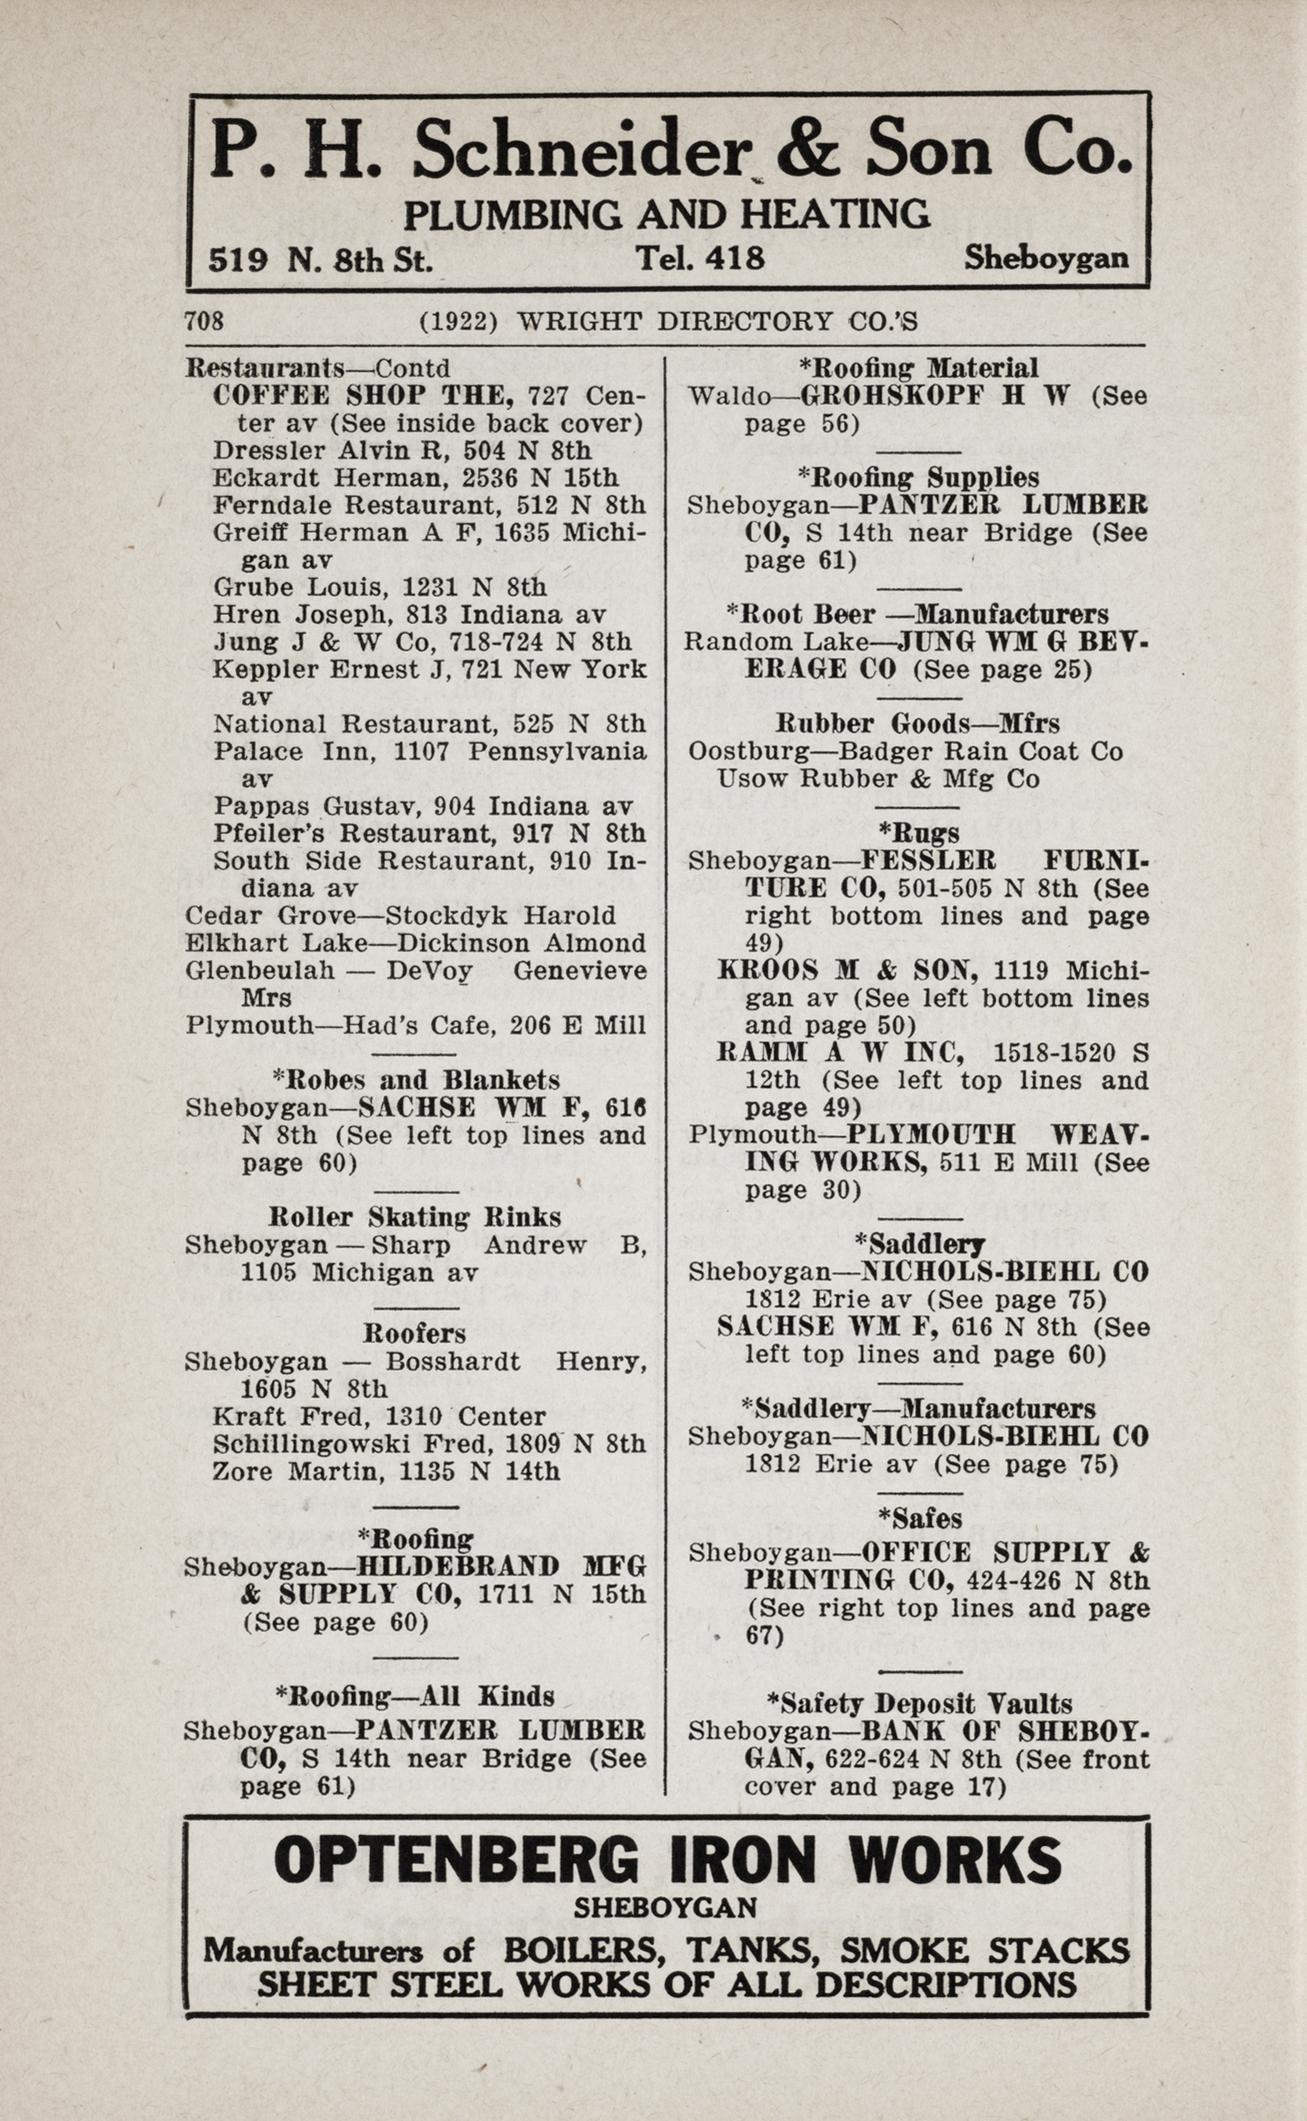 P. H. Schneider & Son Co.
PLUMBING AND HEATING
519 N. 8th St. Tel. 418 Sheboygan
708 (1922) WRIGHT DIRECTORY CO.'S
Restaurants—Contd
COFFEE SHOP THE, 727 Cen-
ter av (See inside back cover)
Dressler Alvin R, 504 N 8th
Eckardt Herman, 2536 N 15th
Ferndale Restaurant, 512 N 8th
Greiff Herman A F, 1635 Michi-
gan av
Grube Louis, 1231 N 8th
Hren Joseph, 813 Indiana av
Jung J & W Co, 718-724 N 8th
Keppler Ernest J, 721 New York
av
National Restaurant, 525 N 8th
Palace Inn, 1107 Pennsylvania
av
Pappas Gustav, 904 Indiana av
Pfeiler's Restaurant, 917 N 8th
South Side Restaurant, 910 In-
diana av
Cedar Grove—Stockdyk Harold
Elkhart Lake—Dickinson Almond
Glenbeulah — DeVoy Genevieve
Mrs
Plymouth—Had's Cafe, 206 E Mill
*Robes and Blankets
Sheboygan—SACHSE WM F, 616
N 8th (See left top lines and
page 60)
Roller Skating Rinks
Sheboygan — Sharp Andrew B,
1105 Michigan av
Roofers
Sheboygan — Bosshardt Henry,
1605 N 8th
Kraft Fred, 1310 Center
Schillingowski Fred, 1809 N 8th
Zore Martin, 1135 N 14th
*Roofing
Sheboygan—HILDEBRAND MFG
& SUPPLY CO, 1711 N 15th
(See page 60)
*Roofing—All Kinds
Sheboygan—PANTZER LUMBER
CO, S 14th near Bridge (See
page 61)
*Roofing Material
Waldo—GROHSKOPF H W (See
page 56)
*Roofing Supplies
Sheboygan—PANTZER LUMBER
CO, S 14th near Bridge (See
page 61)
*Root Beer —Manufacturers
Random Lake—JUNG WM G BEV-
ERAGE CO (See page 25)
Rubber Goods—Mfrs
Oostburg—Badger Rain Coat Co
Usow Rubber & Mfg Co
*Rugs
Sheboygan—FESSLER FURNI-
TURE CO, 501-505 N 8th (See
right bottom lines and page
49)
KROOS M & SON, 1119 Michi-
gan av (See left bottom lines
and page 50)
RAMM A W INC, 1518-1520 S
12th (See left top lines and
page 49)
Plymouth—PLYMOUTH WEAV-
ING WORKS, 511 E Mill (See
page 30)
*Saddlery
Sheboygan—NICHOLS-BIEHL CO
1812 Erie av (See page 75)
SACHSE WM F, 616 N 8th (See
left top lines and page 60)
*Saddlery—Manufacturers
Sheboygan—NICHOLS-BIEHL CO
1812 Erie av (See page 75)
*Safes
Sheboygan—OFFICE SUPPLY &
PRINTING CO, 424-426 N 8th
(See right top lines and page
67)
*Safety Deposit Vaults
Sheboygan—BANK OF SHEBOY-
GAN, 622-624 N 8th (See front
cover and page 17)
OPTENBERG IRON WORKS
SHEBOYGAN
Manufacturers of BOILERS, TANKS, SMOKE STACKS
SHEET STEEL WORKS OF ALL DESCRIPTIONS